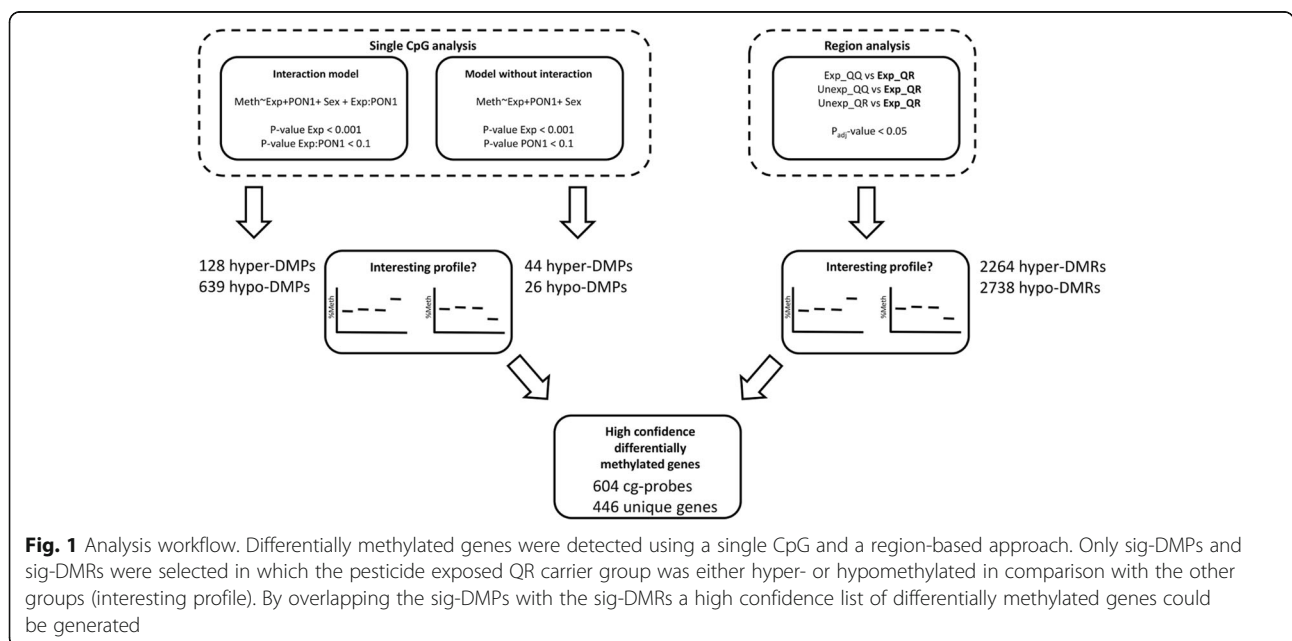 Single CpG analysis
Interaction model
Meth~Exp+PON1+ Sex + Exp:PON1
P-value Exp < 0.001
P-value Exp:PON1 < 0.1
Model without interaction
Meth~Exp+PON1+ Sex
P-value Exp < 0.001
P-value PON1 < 0.1
Region analysis
Exp_QQ vs Exp_QR
Unexp_QQ vs Exp_QR
Unexp_QR vs Exp_QR
Padj-value < 0.05
128 hyper-DMPs
639 hypo-DMPs
Interesting profile?
%Meth
%Meth
44 hyper-DMPs
26 hypo-DMPs
Interesting profile?
%Meth
%Meth
2264 hyper-DMRs
2738 hypo-DMRs
High confidence
differentially
methylated genes
604 cg-probes
446 unique genes
Fig. 1 Analysis workflow. Differentially methylated genes were detected using a single CpG and a region-based approach. Only sig-DMPs and
sig-DMRs were selected in which the pesticide exposed QR carrier group was either hyper- or hypomethylated in comparison with the other
groups (interesting profile). By overlapping the sig-DMPs with the sig-DMRs a high confidence list of differentially methylated genes could
be generated